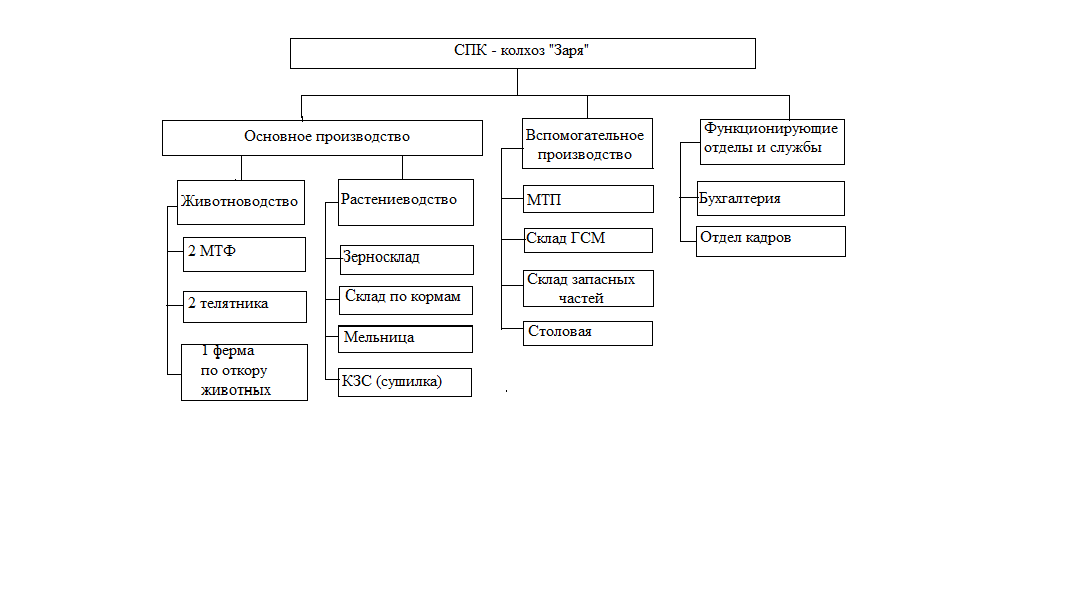 СПК - колхоз "Заря"
Основное производство
Вспомогательное
производство
Функционирующие
отделы и службы
Животноводство
2 МТФ
2 телятника
1 ферма
по откору
животных
Растениеводство
Зерносклад
Склад по кормам
Мельница
КЗС (сушилка)
МТП
Склад ГСМ
Склад запасных
частей
Столовая
Бухгалтерия
Отдел кадров